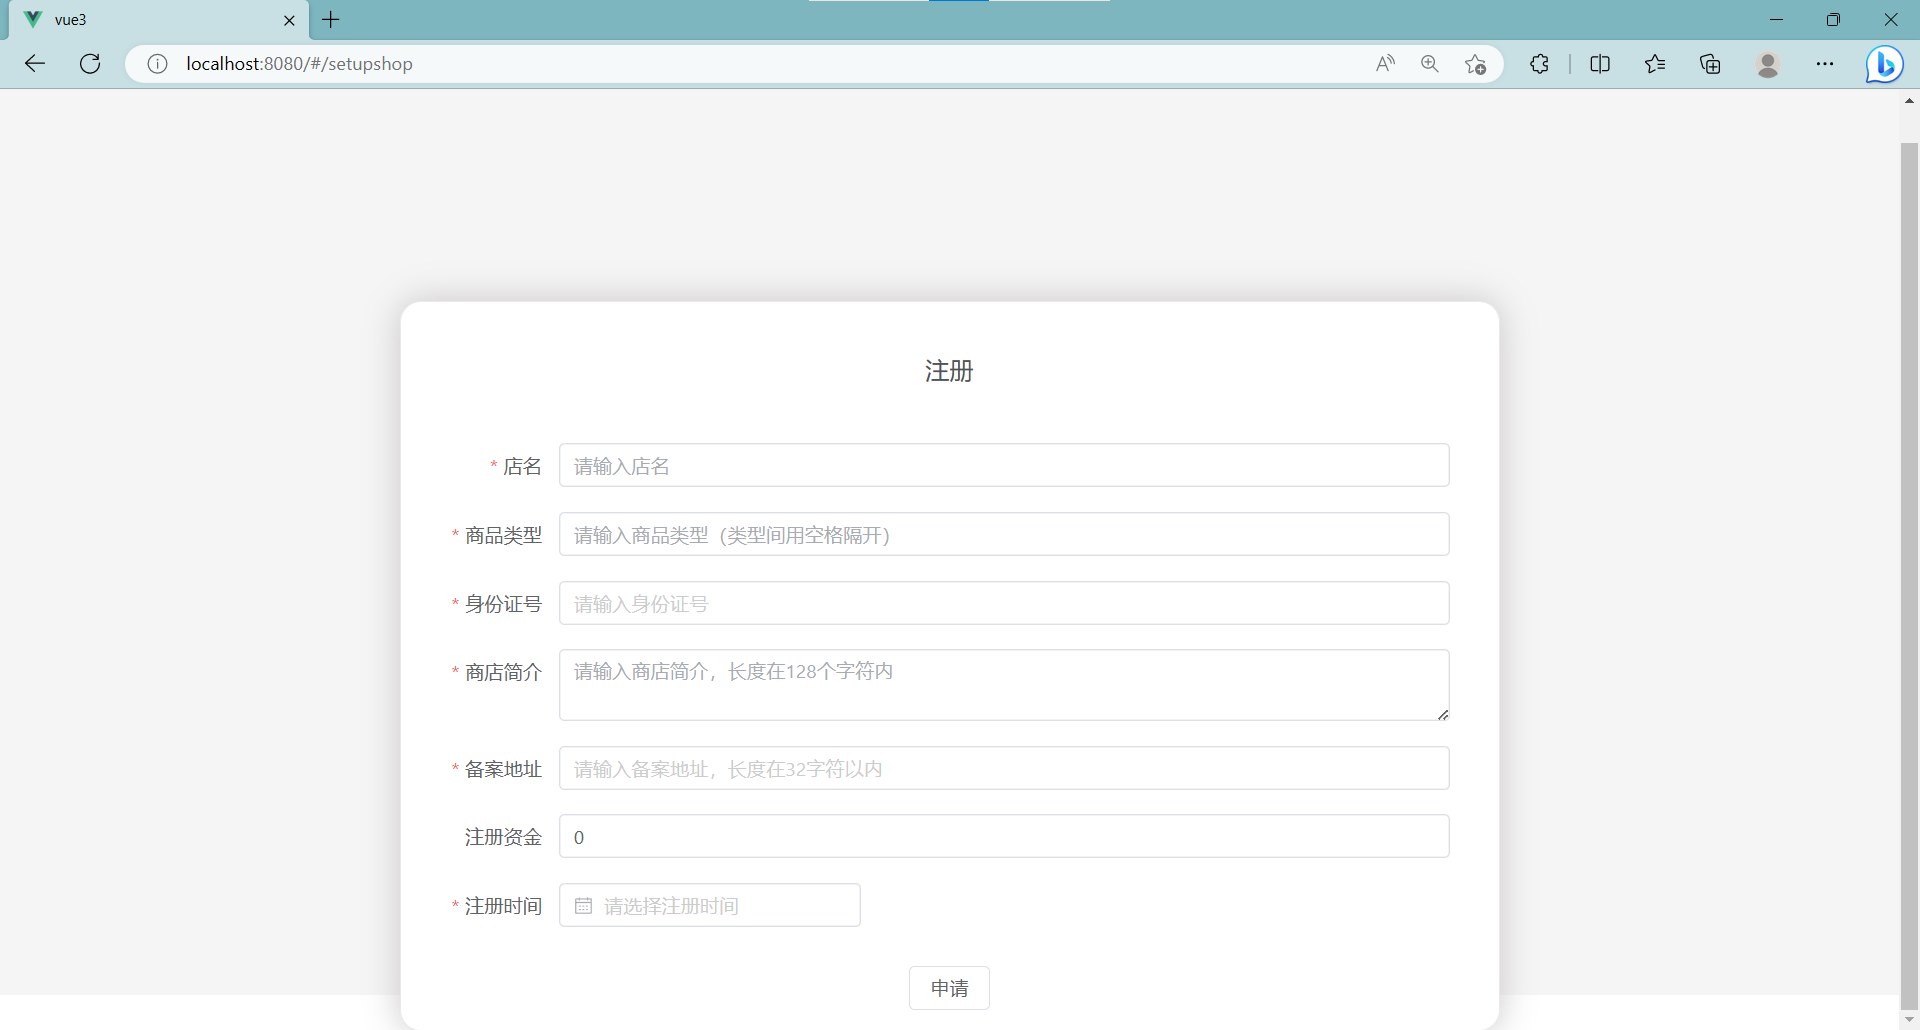 vue3
localhost:8080/#/setupshop
注册
* 店名 请输入店名
* 商品类型 请输入商品类型（类型间用空格隔开）
* 身份证号 请输入身份证号
* 商店简介 请输入商店简介，长度在128个字符内
* 备案地址 请输入备案地址，长度在32字符以内
注册资金 0
* 注册时间 请选择注册时间
申请